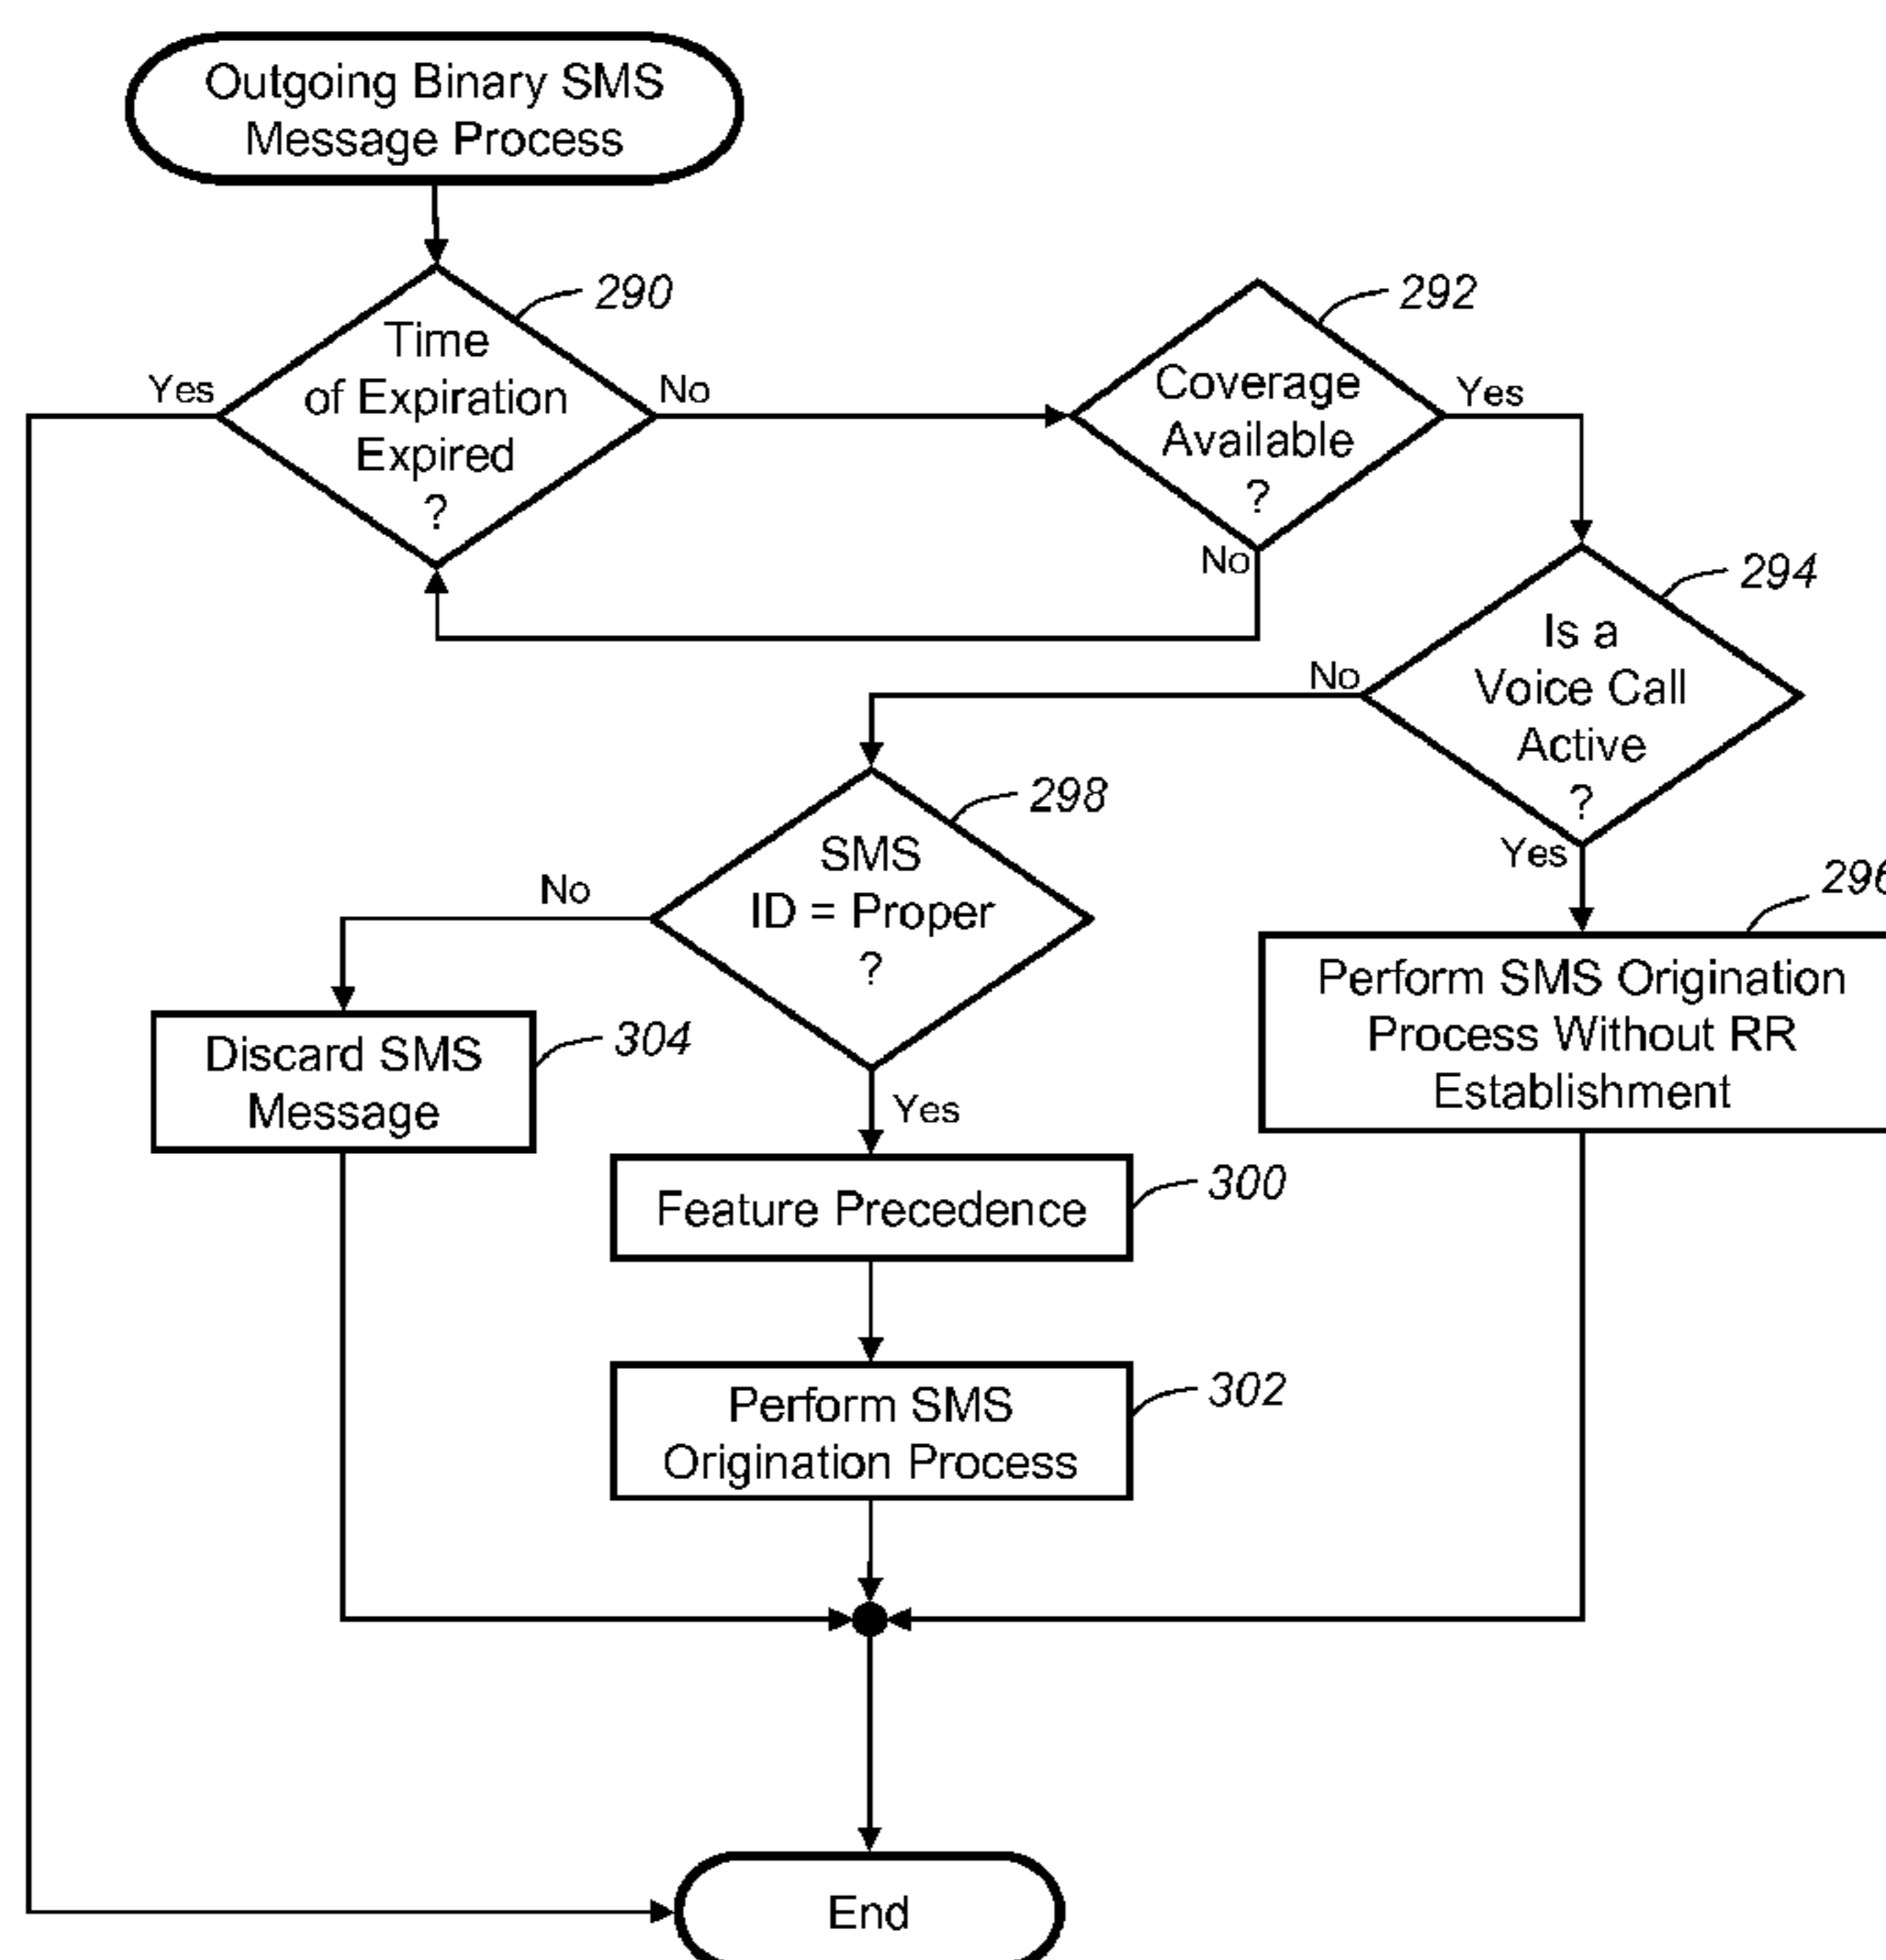 Outgoing Binary SMS
Message Process
290
Time
of Expiration
Expired
?
Yes
No
292
Coverage
Available
?
Yes
No
294
Is a
Voice Call
Active
?
No
Yes
298
SMS
ID = Proper
?
No
Yes
296
Perform SMS Origination
Process Without RR
Establishment
304
Discard SMS
Message
300
Feature Precedence
302
Perform SMS
Origination Process
End